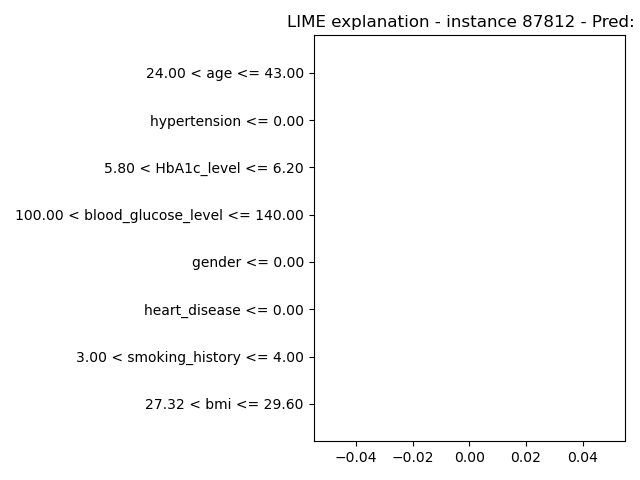 LIME explanation - instance 87812 - Pred:
24.00 < age <= 43.00
hypertension <= 0.00
5.80 < HbA1c_level <= 6.20
100.00 < blood_glucose_level <= 140.00
gender <= 0.00
heart_disease <= 0.00
3.00 < smoking_history <= 4.00
27.32 < bmi <= 29.60
−0.04 −0.02 0.00 0.02 0.04